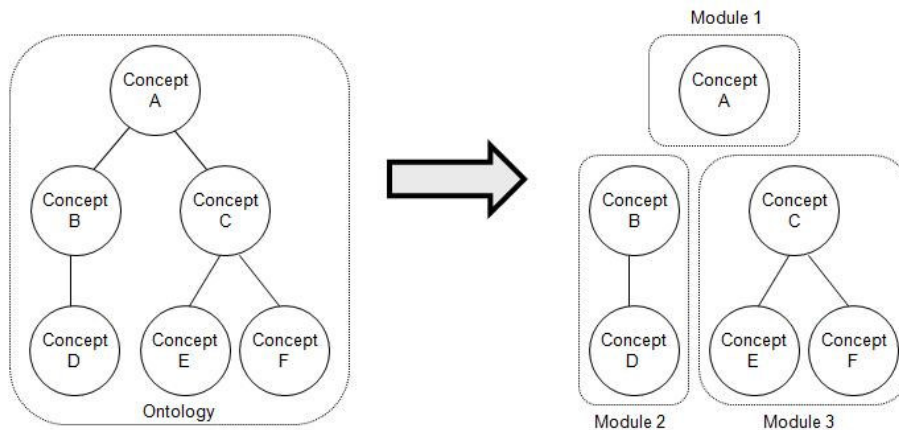 Module 1
Concept
A
Concept
A
Concept
B
Concept
C
Concept
B
Concept
C
Concept
D
Concept
E
Concept
F
Concept
D
Concept
E
Concept
F
Ontology
Module 2
Module 3